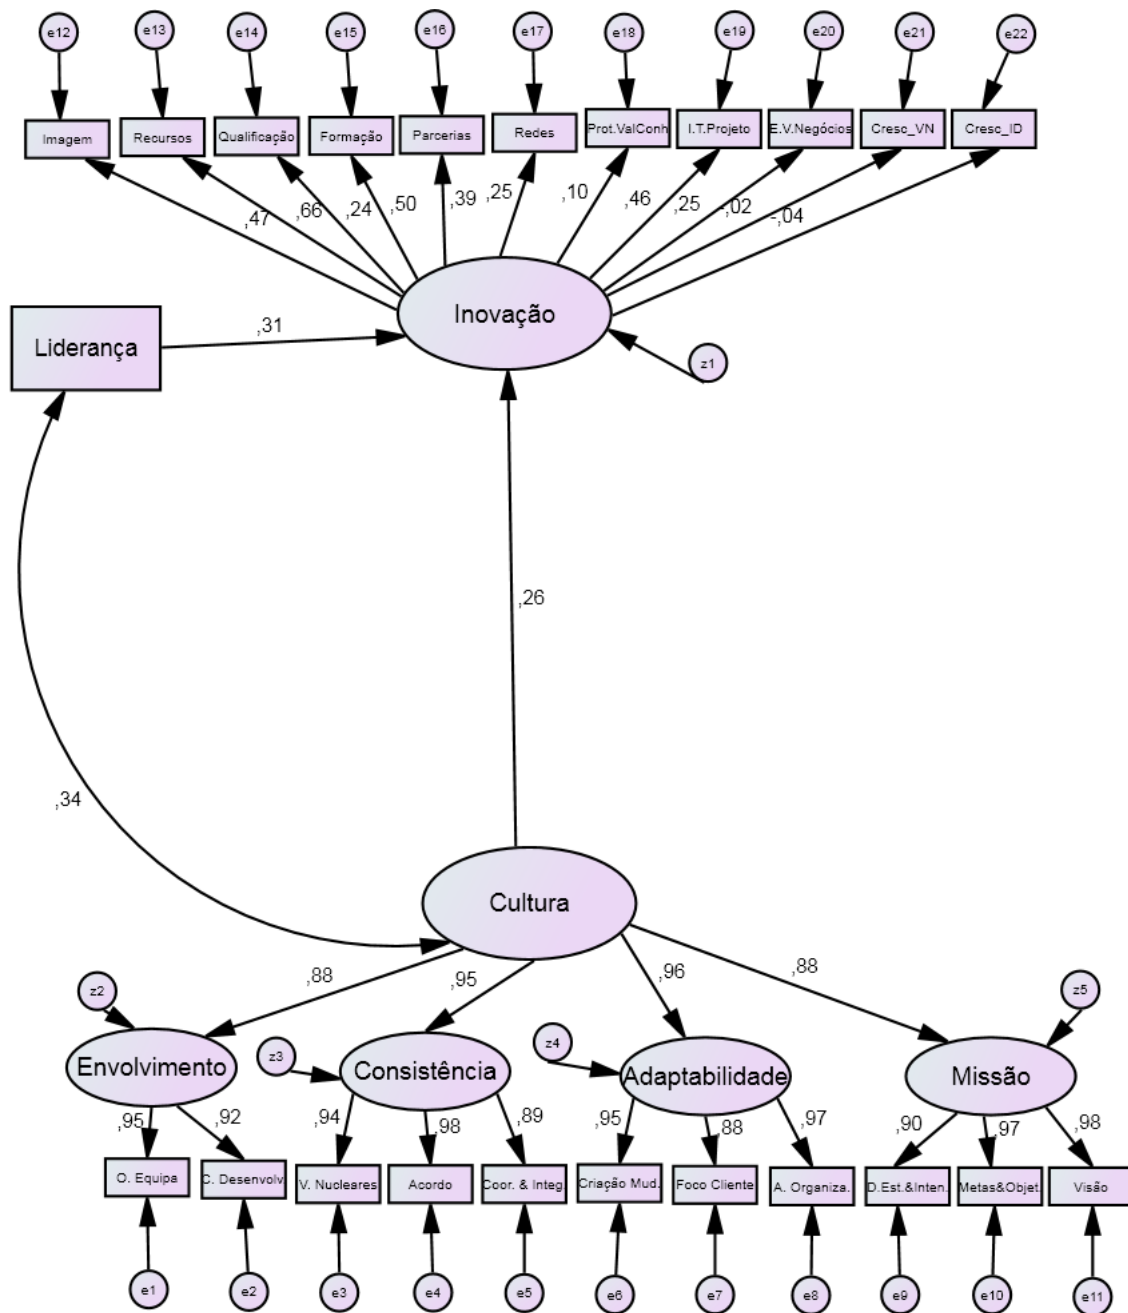 e12
e13
e14
e15
e16
e17
e18
e19
e20
e21
e22
Imagem
Recursos
Qualificação
Formação
Parcerias
Redes
Prot.ValConh
I.T.Projeto
E.V.Negócios
Cresc_VN
Cresc_ID
,47
,66
,24
,50
,39
,25
,10
,46
,25
-,02
-,04
Inovação
Liderança
,31
z1
,26
,34
Cultura
,88
,95
,96
,88
z2
z3
z4
z5
Envolvimento
Consistência
Adaptabilidade
Missão
,95
,92
,94
,98
,89
,95
,88
,97
,90
,97
,98
O. Equipa
C. Desenvolv.
V. Nucleares
Acordo
Coor. & Integ.
Criação Mud.
Foco Cliente
A. Organiza.
D.Est.&Inten.
Metas&Objet.
Visão
e1
e2
e3
e4
e5
e6
e7
e8
e9
e10
e11